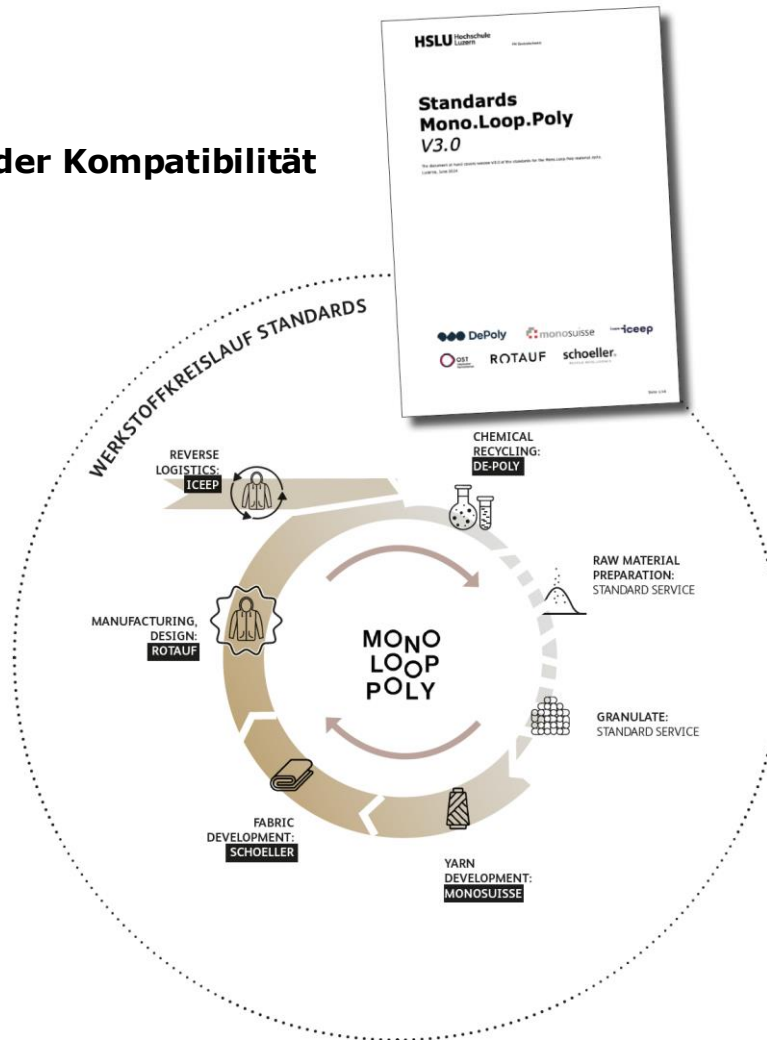 der Kompatibilität
HSLU Hochschule
Luzern
Standards
Mono.Loop.Poly
V3.0
DePoly
monosuisse
iceep
OST
ROTAUF
schoeller.
WERKSTOFFKREISLAUF STANDARDS
REVERSE
LOGISTICS:
ICEEP
CHEMICAL
RECYCLING:
DE-POLY
RAW MATERIAL
PREPARATION:
STANDARD SERVICE
MANUFACTURING,
DESIGN:
ROTAUF
MONO
LOOP
POLY
GRANULATE:
STANDARD SERVICE
FABRIC
DEVELOPMENT:
SCHOELLER
YARN
DEVELOPMENT:
MONOSUISSE